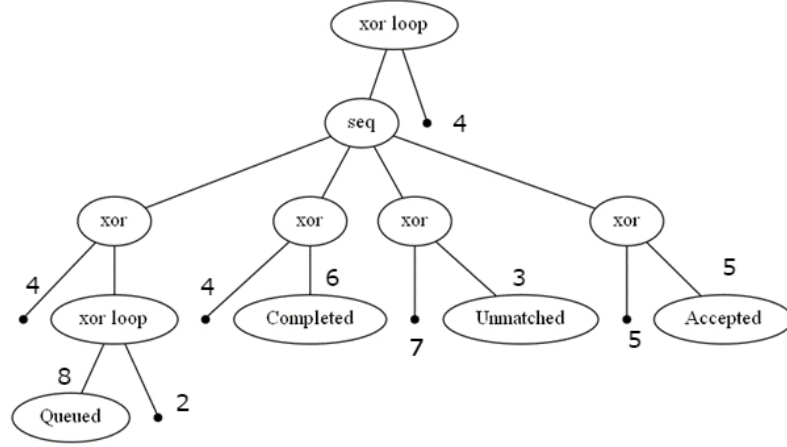 xor loop
seq
4
xor
xor
xor
xor
4
xor loop
4
6
Completed
7
3
Unmatched
5
5
Accepted
8
Queued
2